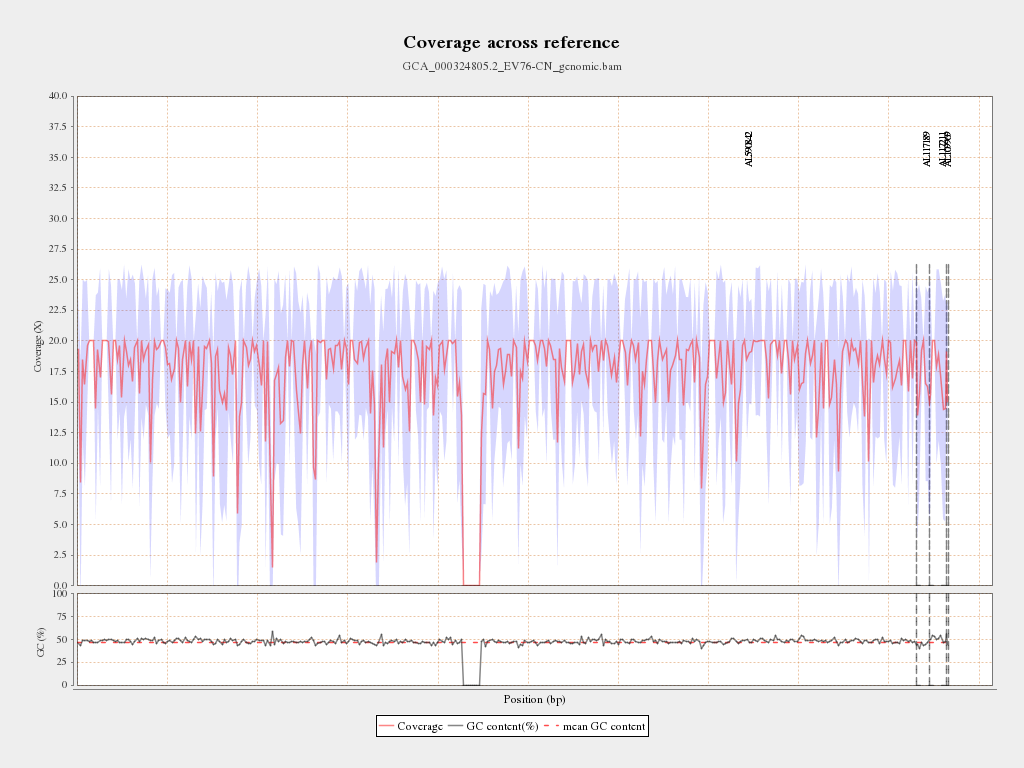 Coverage across reference
GCA_000324805.2_EV76-CN_genomic.bam
40.0
37.5
35.0
32.5
30.0
27.5
25.0
22.5
20.0
17.5
15.0
12.5
10.0
7.5
5.0
2.5
0.0
Coverage (X)
AL590842
AL117189
AL117211
100
75
50
25
0
GC (%)
Position (bp)
Coverage GC content(%) mean GC content